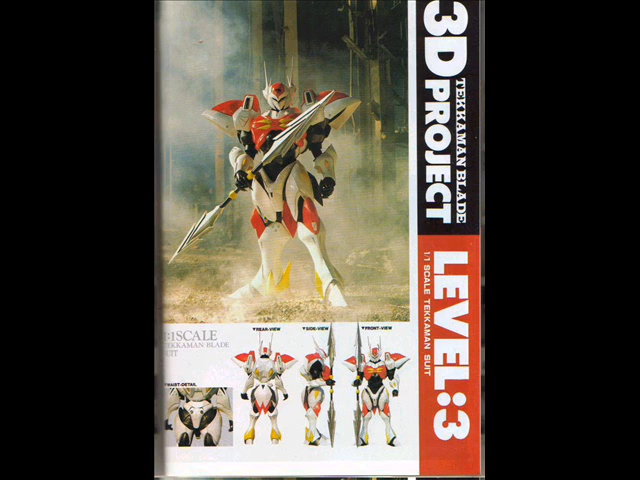 3D PROJECT
TEKKAMAN BLADE
LEVEL:3
1/1 SCALE TEKKAMAN SUIT
:1SCALE
TEKKAMAN BLADE
SUIT
▼REAR-VIEW
▼SIDE-VIEW
▼FRONT-VIEW
WAIST-DETAIL